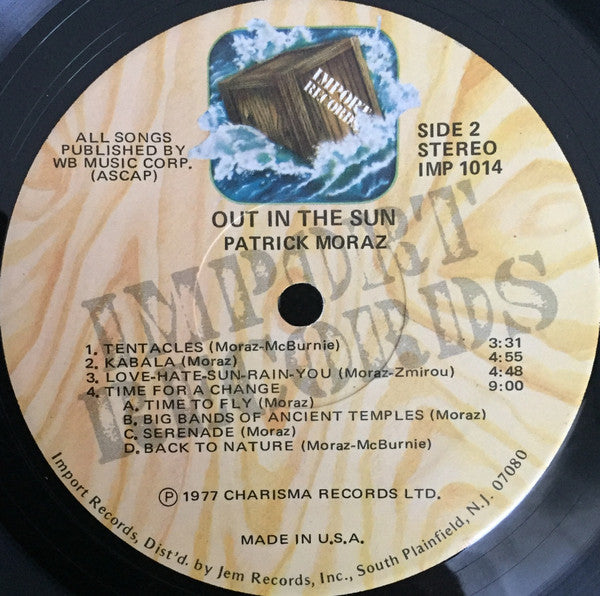 IMPORT
RECORDS
ALL SONGS
PUBLISHED BY
WB MUSIC CORP.
(ASCAP)
SIDE 2
STEREO
IMP 1014
OUT IN THE SUN
PATRICK MORAZ
IMPORT
RECORDS
1. TENTACLES (Moraz-McBurnie) 3:31
2. KABALA (Moraz) 4:55
3. LOVE-HATE-SUN-RAIN-YOU (Moraz-Zmirou) 4:48
4. TIME FOR A CHANGE 9:00
A. TIME TO FLY (Moraz)
B. BIG BANDS OF ANCIENT TEMPLES (Moraz)
C. SERENADE (Moraz)
D. BACK TO NATURE (Moraz-McBurnie)
Ⓟ 1977 CHARISMA RECORDS LTD.
MADE IN U.S.A.
Import Records, Dist'd. by Jem Records, Inc., South Plainfield, N.J. 07080